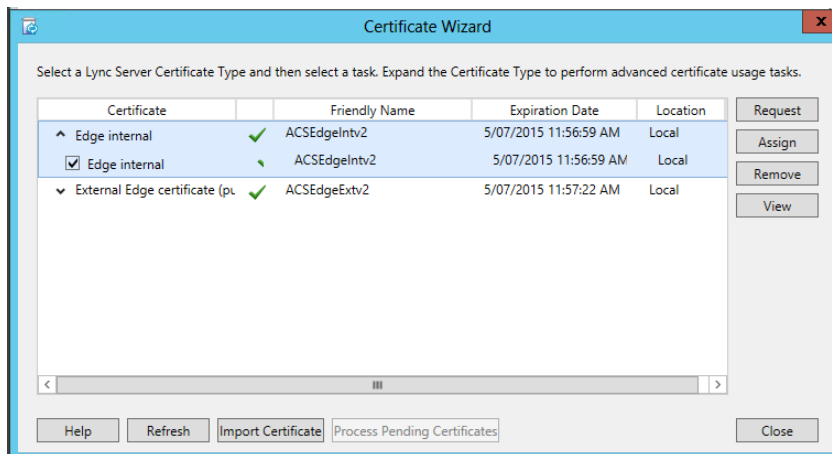 Certificate Wizard
x
Select a Lync Server Certificate Type and then select a task. Expand the Certificate Type to perform advanced certificate usage tasks.
Certificate Friendly Name Expiration Date Location
Request
Edge internal ACSEdgeIntv2 5/07/2015 11:56:59 AM Local
Assign
Edge internal ACSEdgeIntv2 5/07/2015 11:56:59 AM Local
Remove
External Edge certificate (pu ACSEdgeExtv2 5/07/2015 11:57:22 AM Local
View
Help Refresh Import Certificate Process Pending Certificates Close